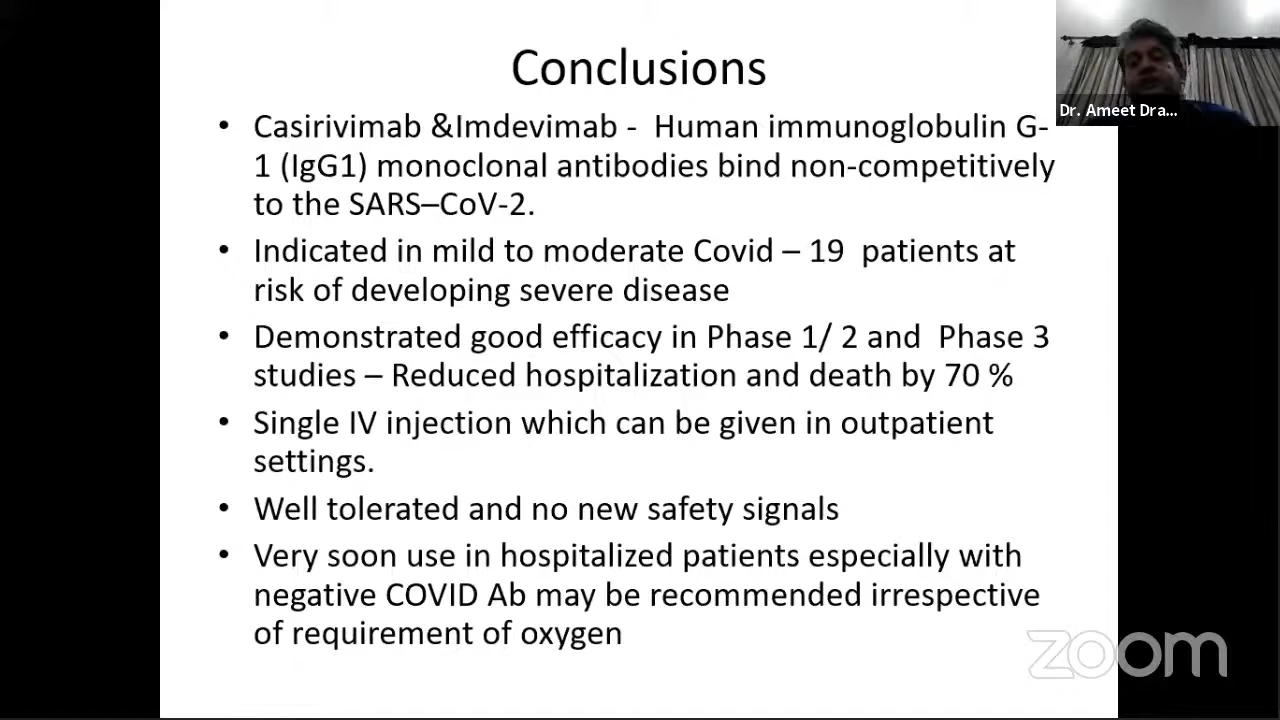 Conclusions
• Casirivimab &Imdevimab - Human immunoglobulin G-
1 (IgG1) monoclonal antibodies bind non-competitively
to the SARS–CoV-2.
• Indicated in mild to moderate Covid – 19 patients at
risk of developing severe disease
• Demonstrated good efficacy in Phase 1/ 2 and Phase 3
studies – Reduced hospitalization and death by 70 %
• Single IV injection which can be given in outpatient
settings.
• Well tolerated and no new safety signals
• Very soon use in hospitalized patients especially with
negative COVID Ab may be recommended irrespective
of requirement of oxygen
Dr. Ameet Dra...
zoom